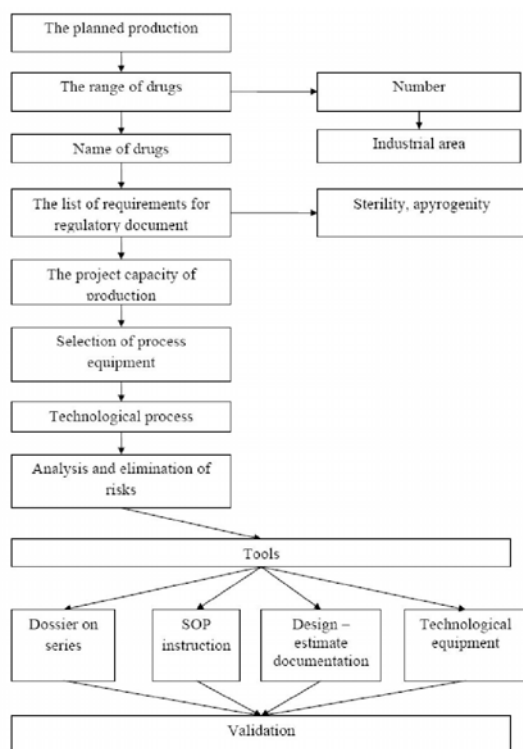 The planned production
The range of drugs
Number
Industrial area
Name of drugs
The list of requirements for
regulatory document
Sterility, apyrogenity
The project capacity of
production
Selection of process
equipment
Technological process
Analysis and elimination of
risks
Tools
Dossier on
series
SOP
instruction
Design –
estimate
documentation
Technological
equipment
Validation